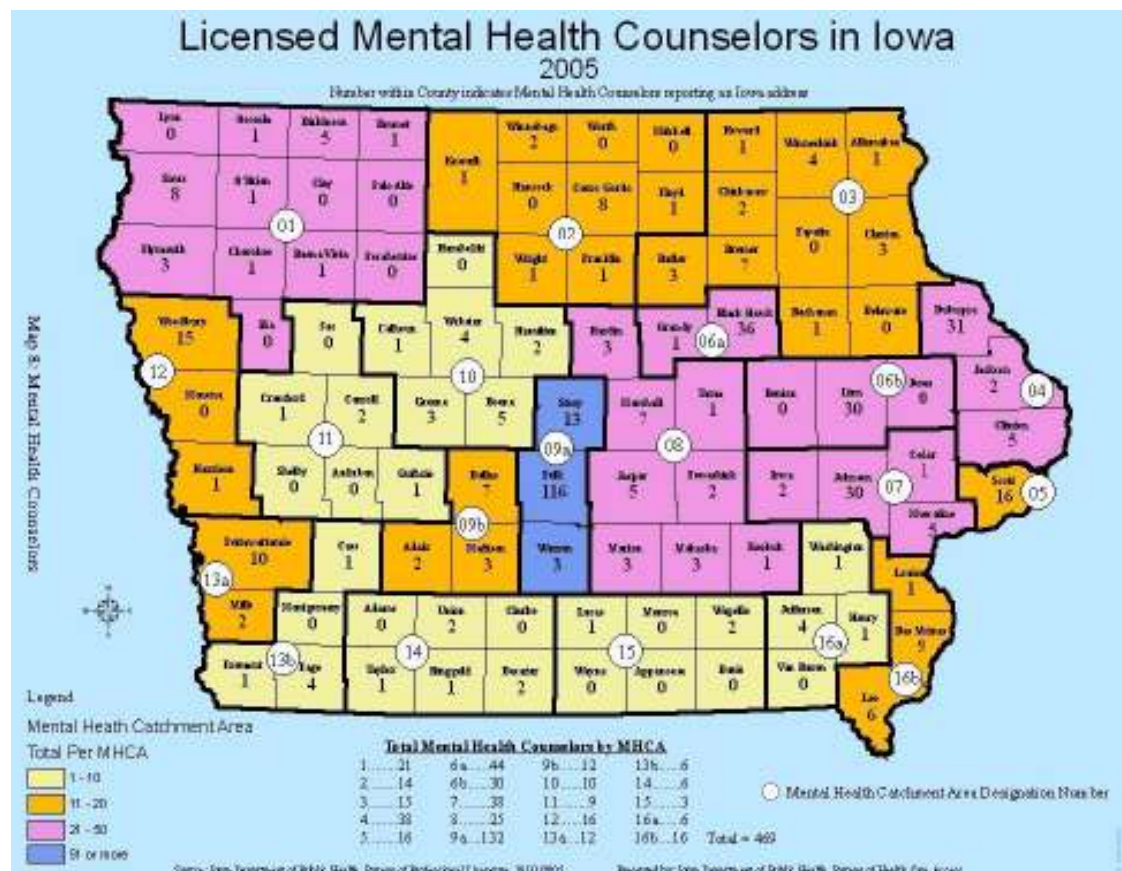 Licensed Mental Health Counselors in Iowa
2005
Number within County indicates Mental Health Counselors reporting an Iowa address
Lyon
0
Osceola
1
Dickinson
5
Emmet
1
Winnebago
2
Worth
0
Mitchell
0
Howard
1
Winneshiek
4
Allamakee
1
Sioux
8
O'Brien
1
Clay
0
Palo Alto
0
Kossuth
1
Hancock
0
Cerro Gordo
8
Floyd
1
Chickasaw
2
03
01
02
Fayette
0
Clayton
3
Plymouth
3
Cherokee
1
Buena Vista
1
Pocahontas
0
Humboldt
0
Wright
1
Franklin
1
Butler
3
Bremer
7
Woodbury
15
Ida
0
Sac
0
Calhoun
1
Webster
4
Hamilton
2
Hardin
3
Grundy
1
Black Hawk
36
06a
Buchanan
1
Delaware
0
Dubuque
31
12
Monona
0
Crawford
1
Carroll
2
10
Greene
3
Boone
5
Story
13
Marshall
7
Tama
1
Benton
0
Linn
30
06b
Jones
0
Jackson
2
04
Clinton
5
11
09a
08
Harrison
1
Shelby
0
Audubon
0
Guthrie
1
Dallas
7
Polk
116
Jasper
5
Poweshiek
2
Iowa
2
Johnson
30
07
Cedar
1
Scott
16
05
Muscatine
5
09b
Pottawattamie
10
13a
Cass
1
Adair
2
Madison
3
Warren
3
Marion
3
Mahaska
3
Keokuk
1
Washington
1
Louisa
1
Mills
2
Montgomery
0
Adams
0
Union
2
Clarke
0
Lucas
1
Monroe
0
Wapello
2
Jefferson
4
Henry
1
Des Moines
9
13b
14
15
16a
16b
Fremont
1
Page
4
Taylor
1
Ringgold
1
Decatur
2
Wayne
0
Appanoose
0
Davis
0
Van Buren
0
Lee
6
Map 8: Mental Health Counselors
Legend
Mental Heath Catchment Area
Total Per MHCA
1 - 10
11 - 20
21 - 50
51 or more
Total Mental Health Counselors by MHCA
1......21 6a....44 9b....12 13b....6
2......14 6b....30 10....10 14.....6
3......15 7.....38 11.....9 15.....3
4......38 8.....25 12....16 16a....6
5......16 9a...132 13a...12 16b...16 Total = 469
Mental Health Catchment Area Designation Number